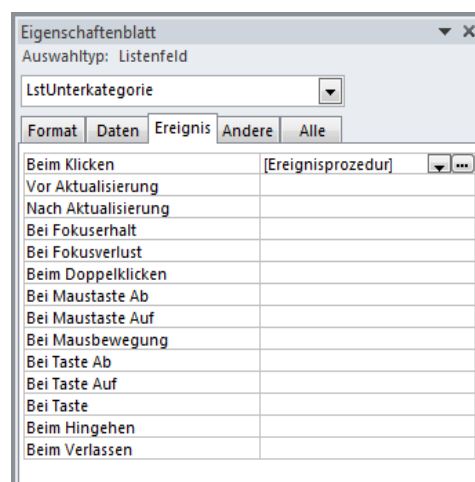 Eigenschaftenblatt
Auswahltyp: Listenfeld
LstUnterkategorie
Format Daten Ereignis Andere Alle
Beim Klicken [Ereignisprozedur]
Vor Aktualisierung
Nach Aktualisierung
Bei Fokuserhalt
Bei Fokusverlust
Beim Doppelklicken
Bei Maustaste Ab
Bei Maustaste Auf
Bei Mausbewegung
Bei Taste Ab
Bei Taste Auf
Bei Taste
Beim Hingehen
Beim Verlassen